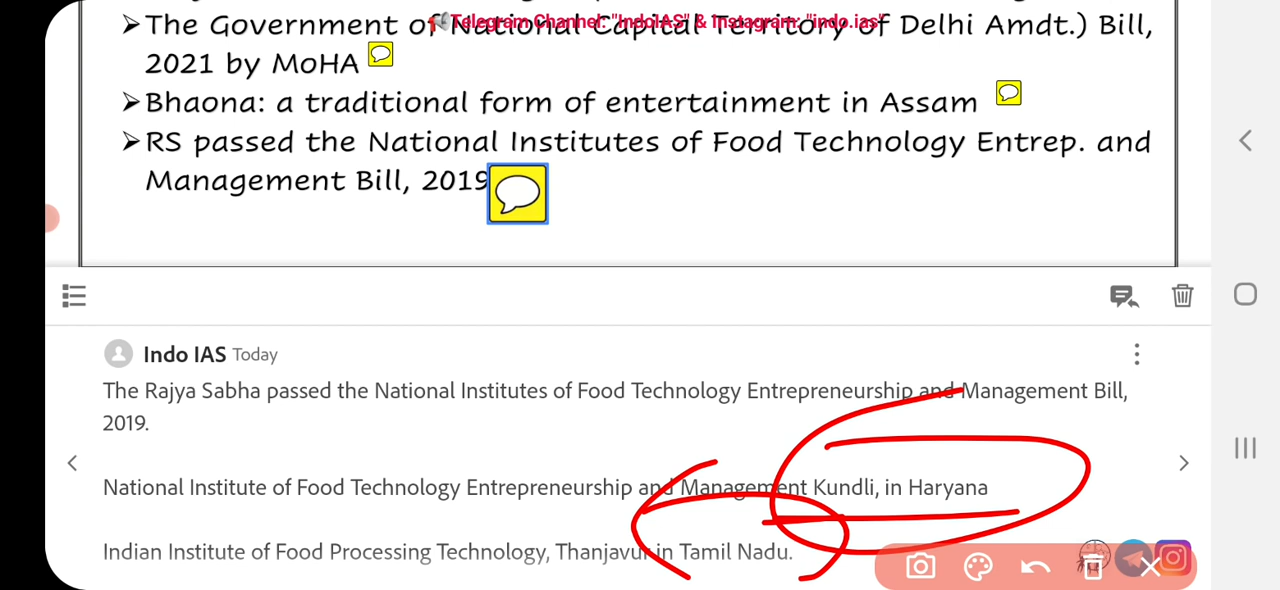 ➤The Government of National Capital Territory of Delhi Amdt.) Bill,
Telegram Channel: "IndoIAS" & Instagram: "indo.ias"
2021 by MoHA
➤Bhaona: a traditional form of entertainment in Assam
➤RS passed the National Institutes of Food Technology Entrep. and
Management Bill, 2019
Indo IAS Today
The Rajya Sabha passed the National Institutes of Food Technology Entrepreneurship and Management Bill,
2019.
National Institute of Food Technology Entrepreneurship and Management Kundli, in Haryana
Indian Institute of Food Processing Technology, Thanjavur in Tamil Nadu.